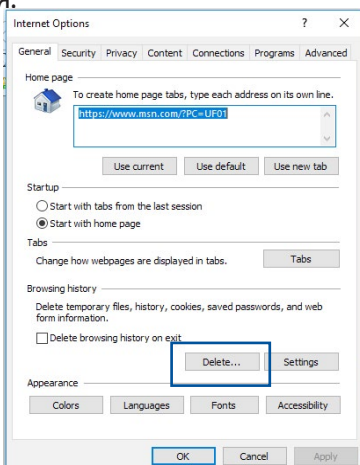 Internet Options ? X
General Security Privacy Content Connections Programs Advanced
Home page
To create home page tabs, type each address on its own line.
https://www.msn.com/?PC=UF01
Use current Use default Use new tab
Startup
Start with tabs from the last session
Start with home page
Tabs
Change how webpages are displayed in tabs. Tabs
Browsing history
Delete temporary files, history, cookies, saved passwords, and web
form information.
Delete browsing history on exit
Delete... Settings
Appearance
Colors Languages Fonts Accessibility
OK Cancel Apply